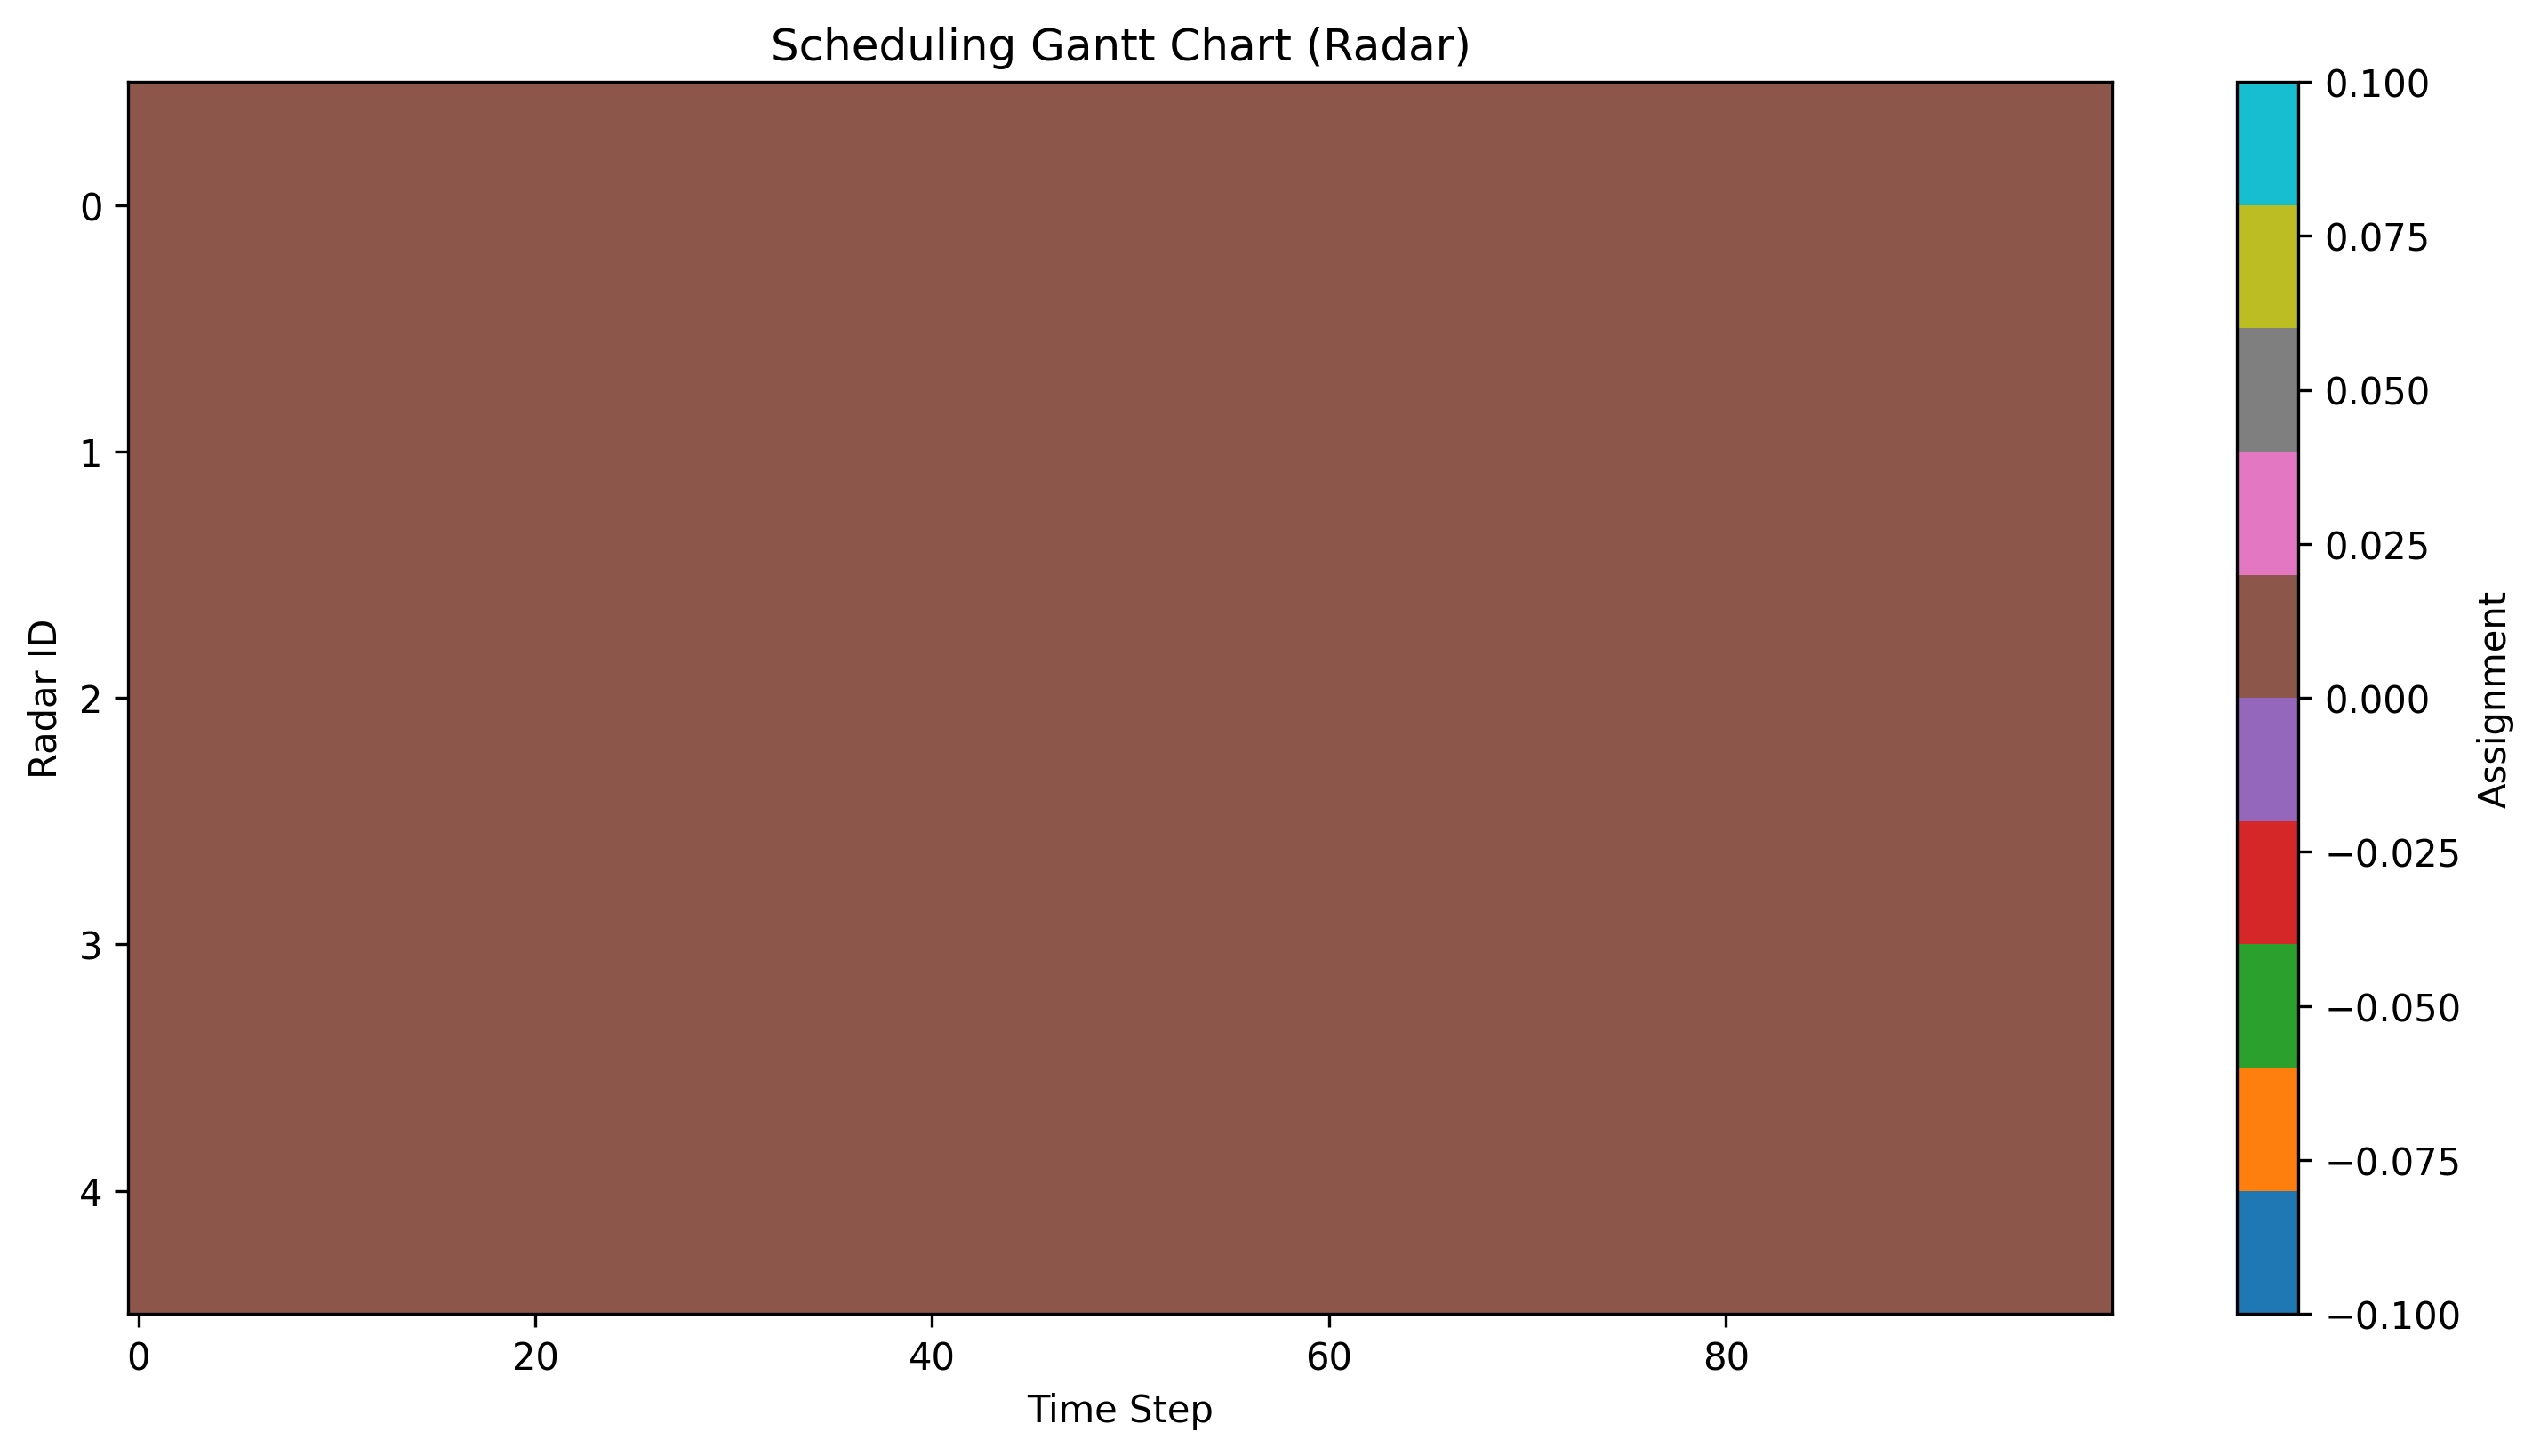 Scheduling Gantt Chart (Radar)
Radar ID
0
1
2
3
4
0 20 40 60 80
Time Step
0.100
0.075
0.050
0.025
0.000
−0.025
−0.050
−0.075
−0.100
Assignment